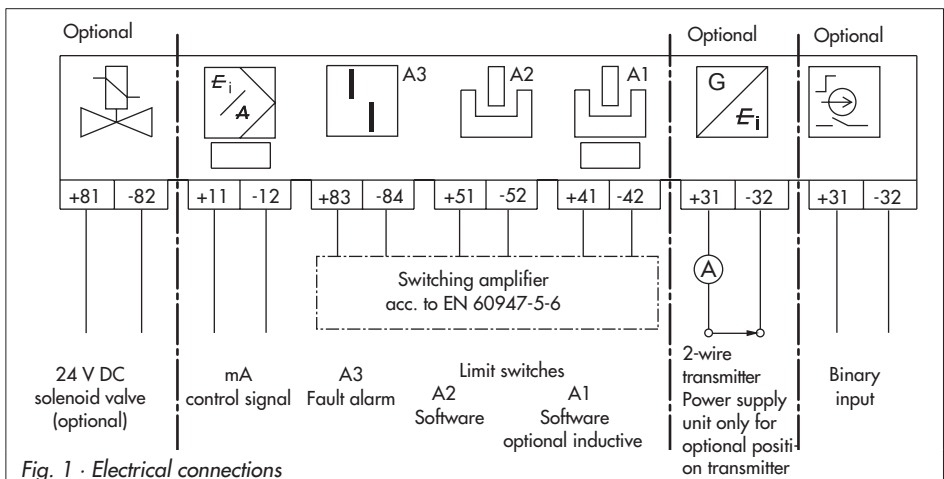 Optional
Optional
Optional
E i
A
A3
A2
A1
G
E i
+81 -82 +11 -12 +83 -84 +51 -52 +41 -42 +31 -32 +31 -32
A
Switching amplifier
acc. to EN 60947-5-6
24 V DC
solenoid valve
(optional)
mA
control signal
A3
Fault alarm
Limit switches
A2
Software
A1
Software
optional inductive
2-wire
transmitter
Power supply
unit only for
optional positi-
on transmitter
Binary
input
Fig. 1 · Electrical connections